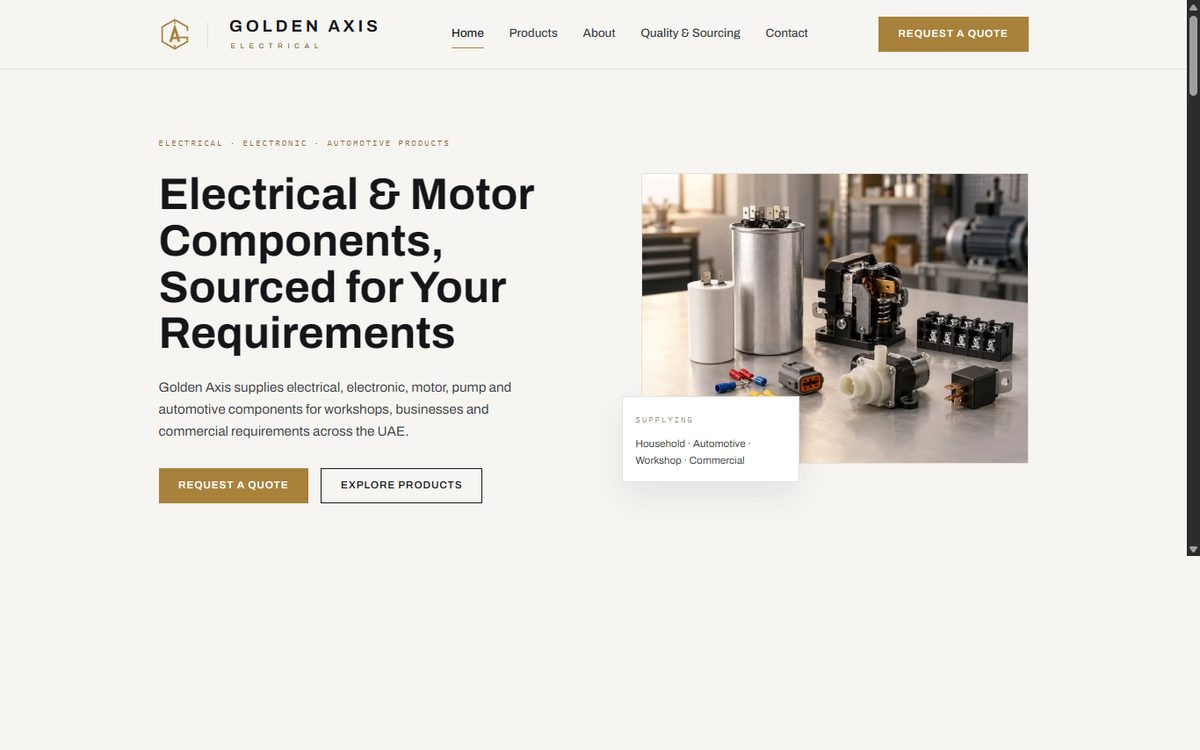 GOLDEN AXIS
ELECTRICAL
Home
Products
About
Quality & Sourcing
Contact
REQUEST A QUOTE
ELECTRICAL · ELECTRONIC · AUTOMOTIVE PRODUCTS
Electrical & Motor
Components,
Sourced for Your
Requirements
Golden Axis supplies electrical, electronic, motor, pump and
automotive components for workshops, businesses and
commercial requirements across the UAE.
REQUEST A QUOTE
EXPLORE PRODUCTS
SUPPLYING
Household · Automotive ·
Workshop · Commercial